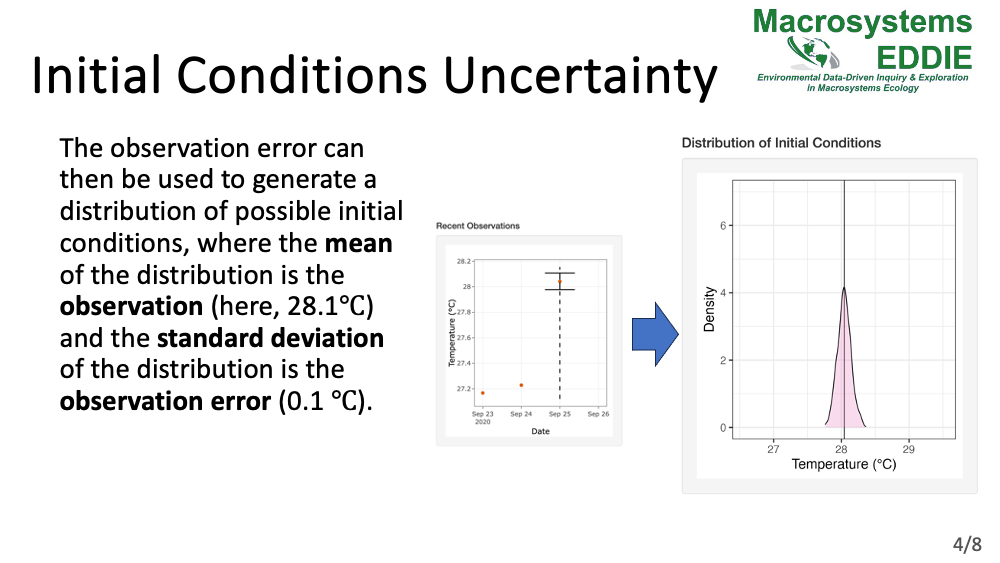 Macrosystems
EDDIE
Environmental Data-Driven Inquiry & Exploration
in Macrosystems Ecology
Initial Conditions Uncertainty
The observation error can
then be used to generate a
distribution of possible initial
conditions, where the mean
of the distribution is the
observation (here, 28.1℃)
and the standard deviation
of the distribution is the
observation error (0.1 ℃).
Recent Observations
Temperature (°C)
28.2
28
27.8
27.6
27.4
27.2
Sep 23 Sep 24 Sep 25 Sep 26
2020
Date
Distribution of Initial Conditions
Density
6
4
2
0
27 28 29
Temperature (°C)
4/8